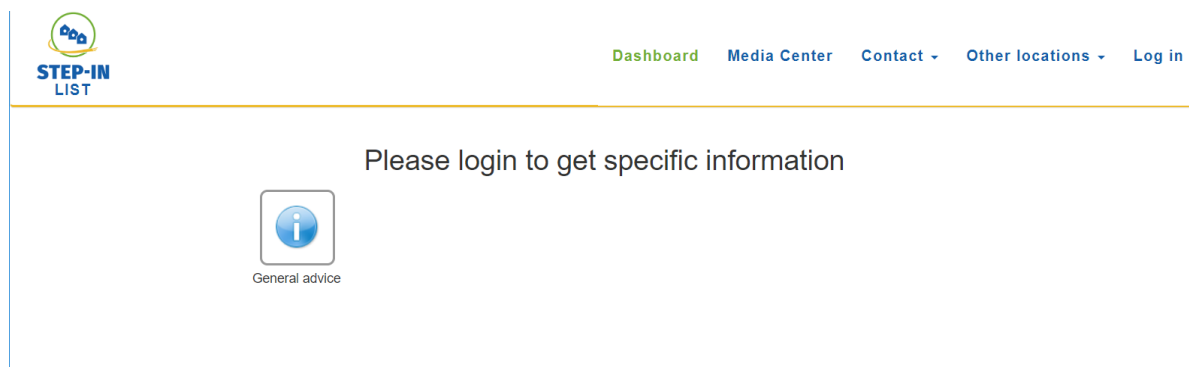 STEP-IN
LIST
Dashboard Media Center Contact Other locations Log in
Please login to get specific information
i
General advice